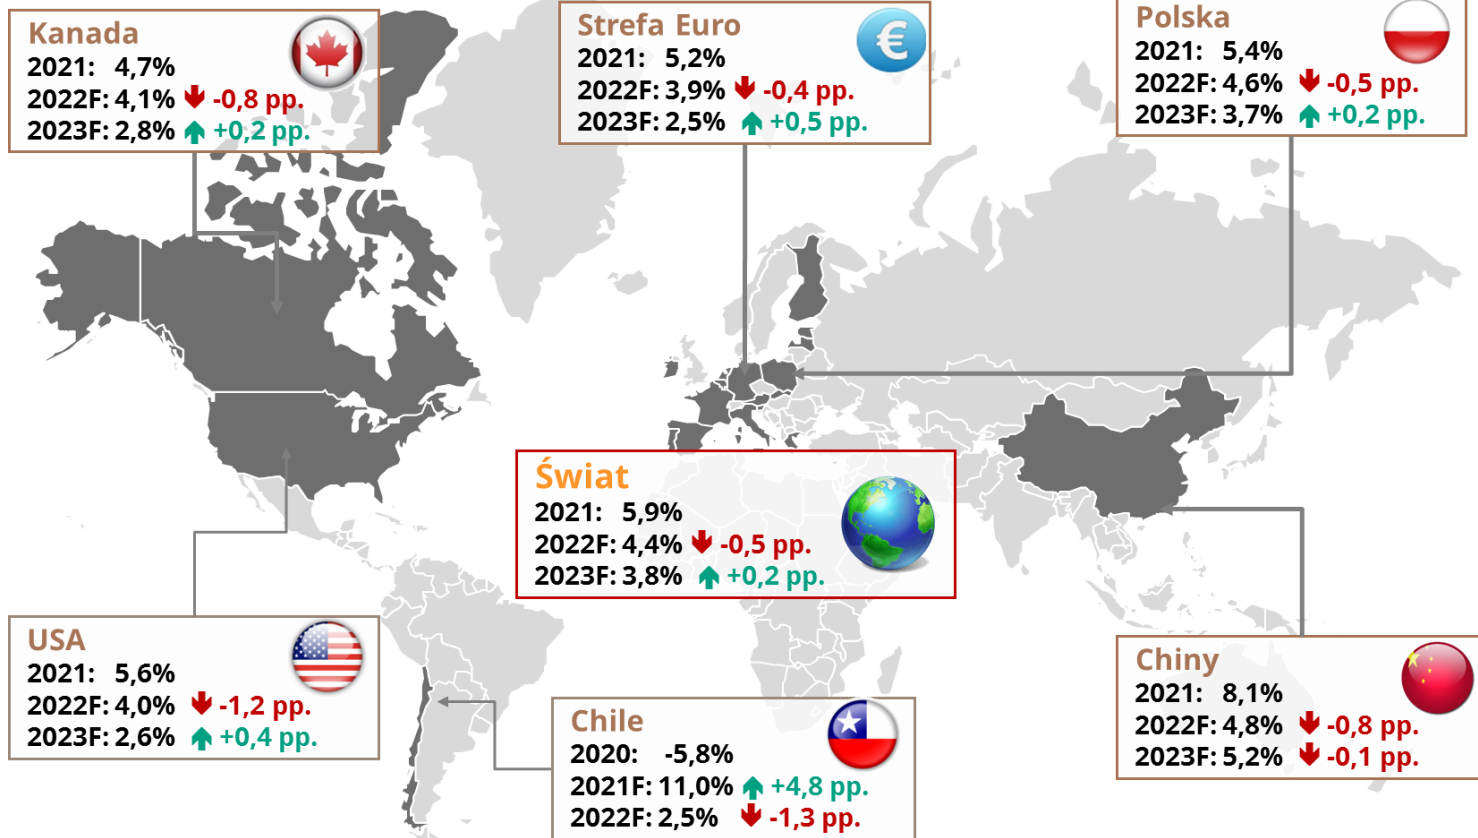 Kanada
2021: 4,7%
2022F: 4,1% -0,8 pp.
2023F: 2,8% +0,2 pp.
Strefa Euro
2021: 5,2%
2022F: 3,9% -0,4 pp.
2023F: 2,5% +0,5 pp.
€
Polska
2021: 5,4%
2022F: 4,6% -0,5 pp.
2023F: 3,7% +0,2 pp.
Świat
2021: 5,9%
2022F: 4,4% -0,5 pp.
2023F: 3,8% +0,2 pp.
USA
2021: 5,6%
2022F: 4,0% -1,2 pp.
2023F: 2,6% +0,4 pp.
Chile
2020: -5,8%
2021F: 11,0% +4,8 pp.
2022F: 2,5% -1,3 pp.
Chiny
2021: 8,1%
2022F: 4,8% -0,8 pp.
2023F: 5,2% -0,1 pp.